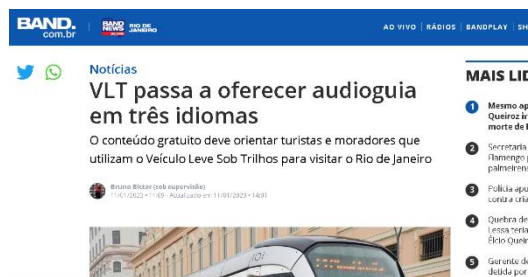 BAND.
com.br
BAND
NEWS
RIO DE
JANEIRO
AO VIVO | RÁDIOS | BANDPLAY | SH
Notícias
VLT passa a oferecer audioguia
em três idiomas
O conteúdo gratuito deve orientar turistas e moradores que
utilizam o Veículo Leve Sob Trilhos para visitar o Rio de Janeiro
Bruna Bictar (sob supervisão)
11/01/2023 • 11:09 - Atualizado em 11/01/2023 • 14:01
MAIS LID
1 Mesmo ap
Queiroz ir
morte de
2 Secretaria
Flamengo
palmeirens
3 Polícia apu
contra cria
4 Quebra de
Lessa teria
Élcio Quei
5 Gerente d
detida por
101